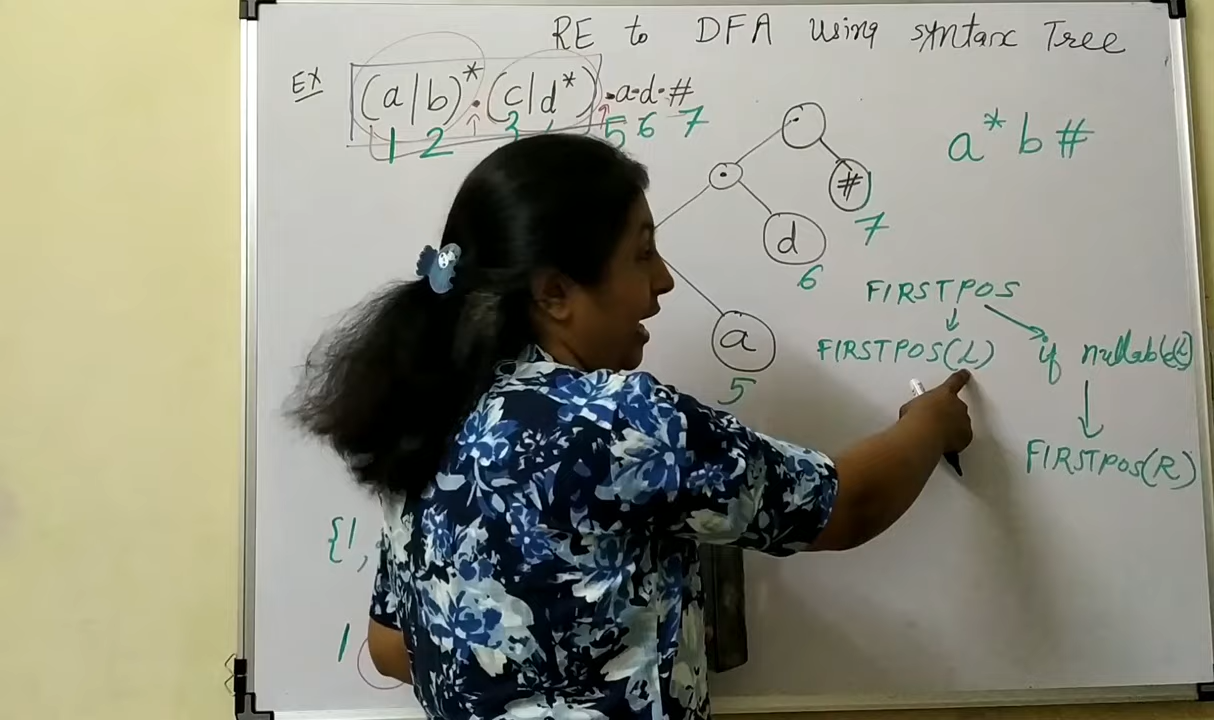 RE to DFA using syntax Tree
Ex (a|b)*.(c|d*).a.d.#
1 2 ↑ 3 ↑ 5 6 7
a*b#
.
.
#
7
d
6
a
5
FIRSTPOS
FIRSTPOS(L) if nullable(L)
FIRSTPOS(R)
{1,
1